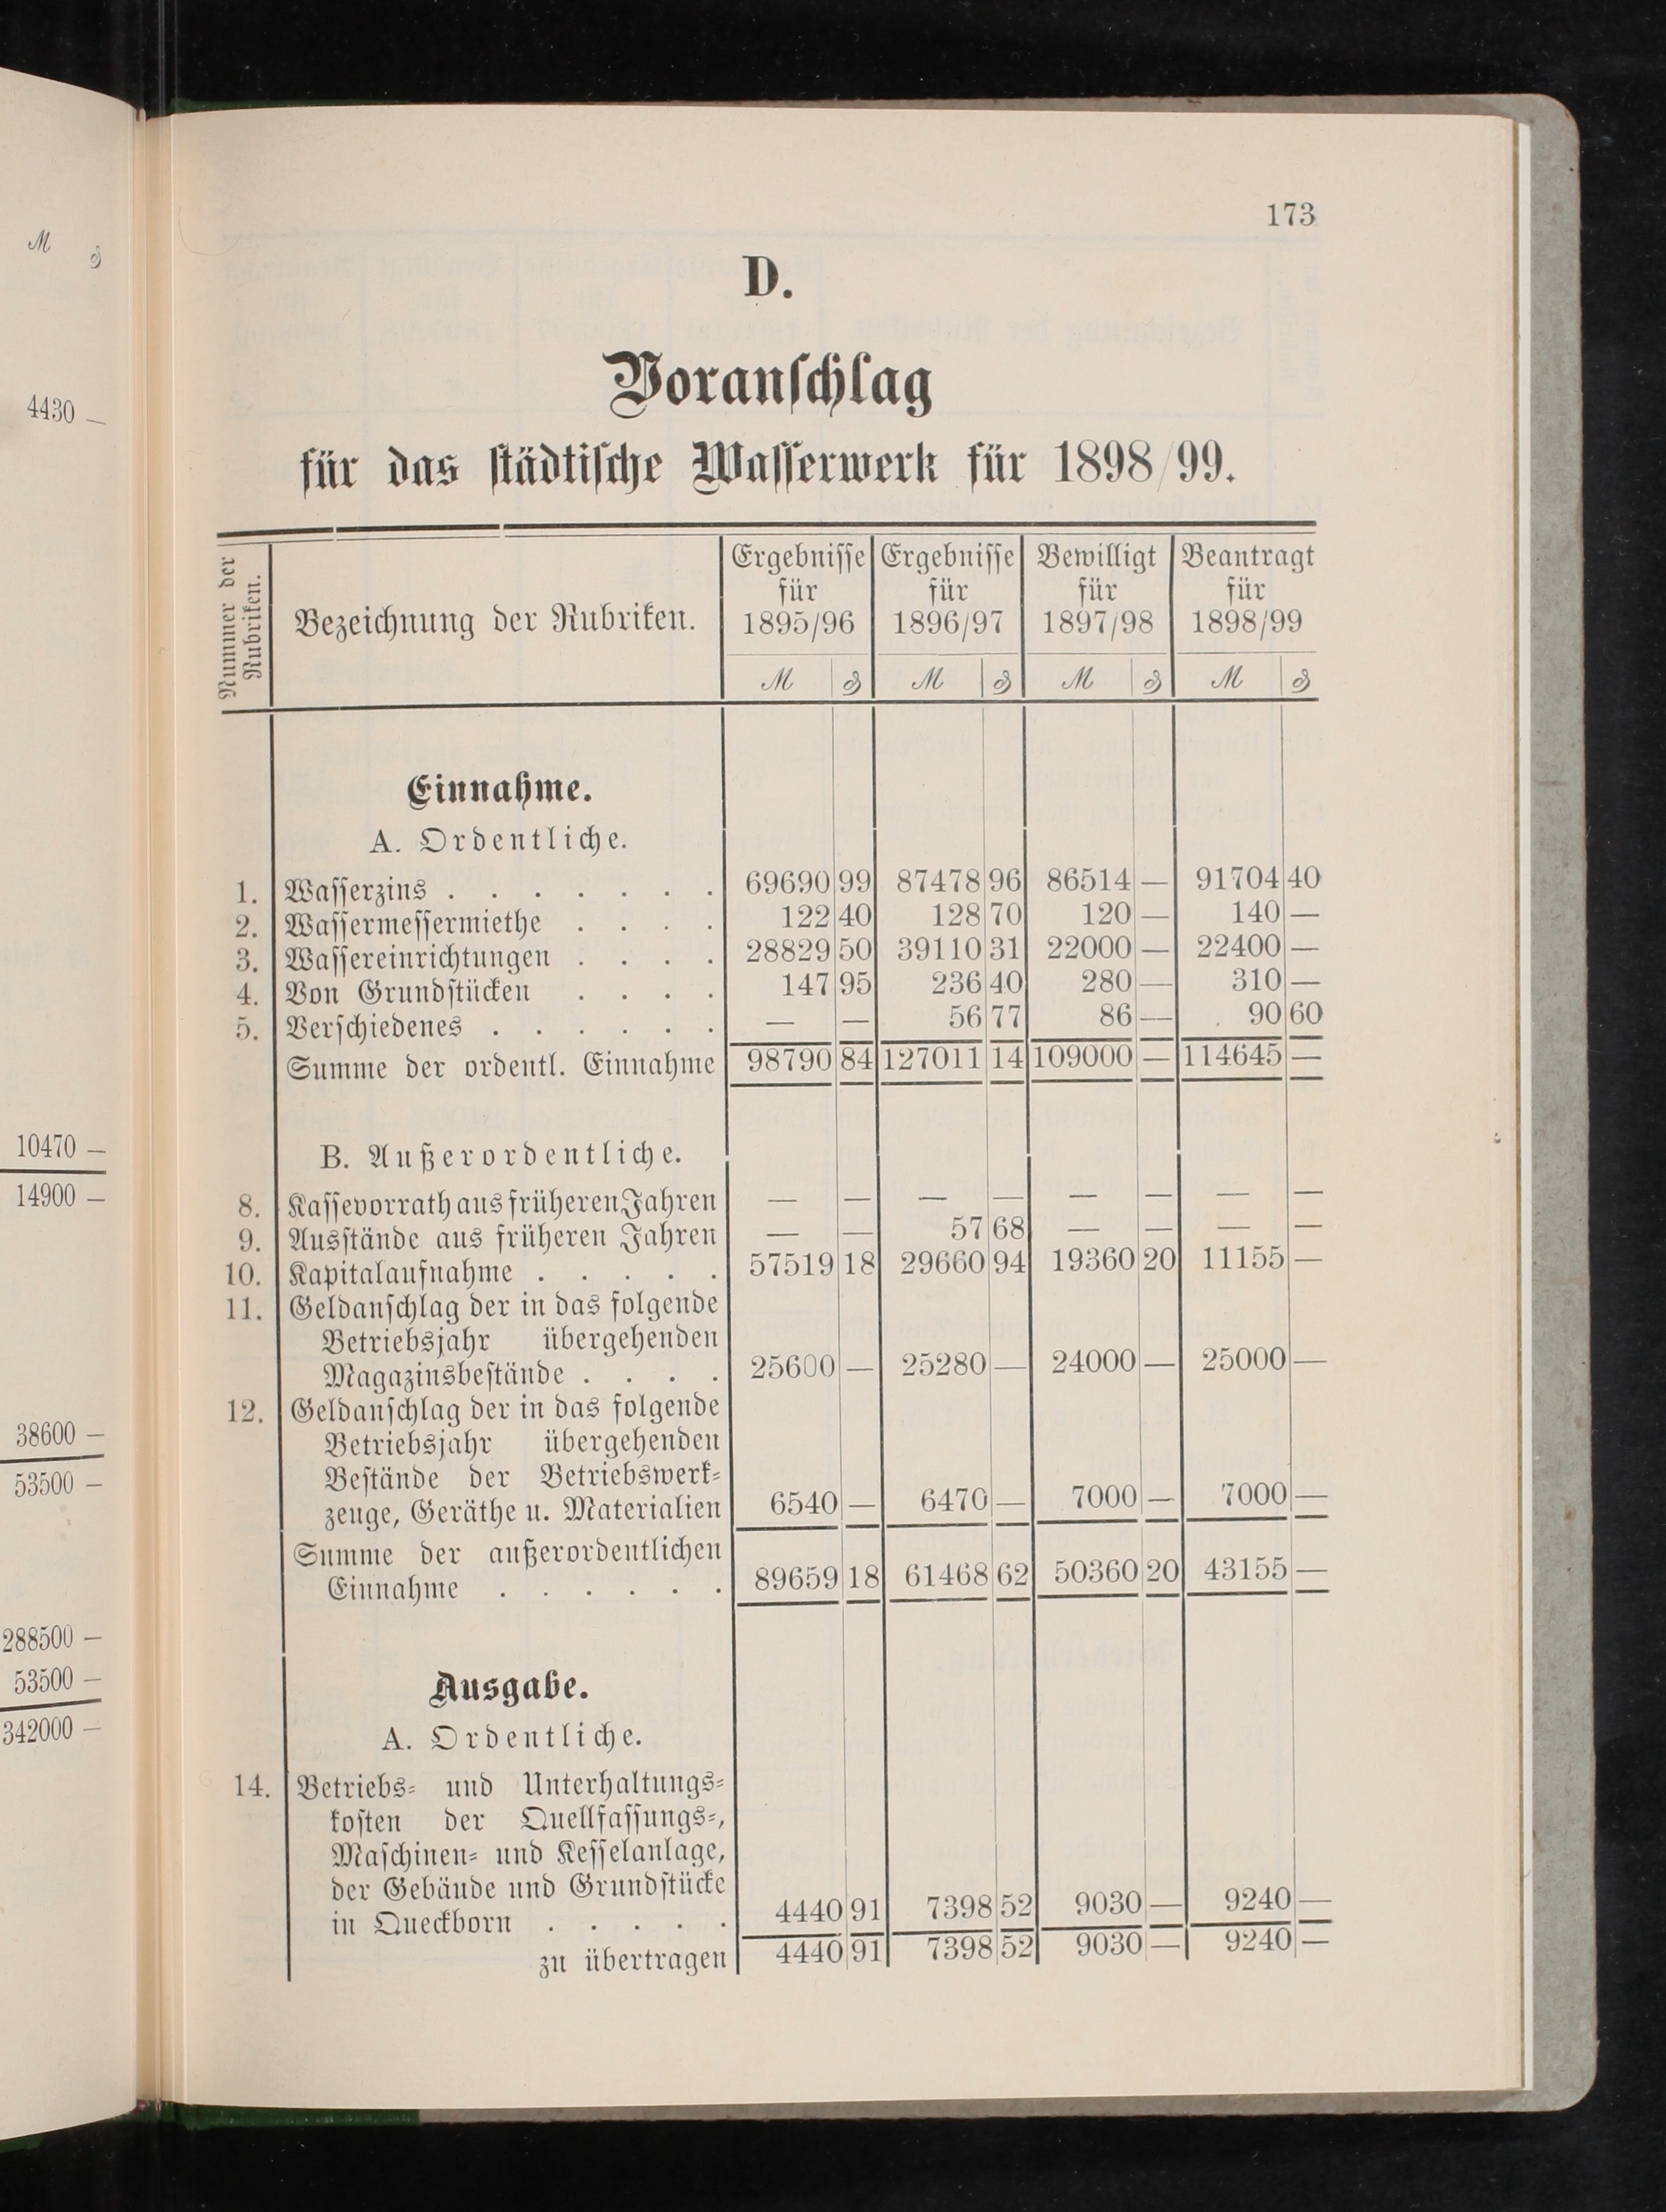 M ₰
4430 —
10470 —
14900 —
38600 —
53500 —
288500 —
53500 —
342000 —
173
D.
Voranſchlag
für das ſtädtiſche Waſſerwerk für 1898/99.
Nummer der Rubriken. Bezeichnung der Rubriken. Ergebniſſe für 1895/96 Ergebniſſe für 1896/97 Bewilligt für 1897/98 Beantragt für 1898/99
M ₰ M ₰ M ₰ M ₰
Einnahme.
A. Ordentliche.
1. Waſſerzins . . . . . . . 69690 99 87478 96 86514 — 91704 40
2. Waſſermeſſermiethe . . . . 122 40 128 70 120 — 140 —
3. Waſſereinrichtungen . . . . 28829 50 39110 31 22000 — 22400 —
4. Von Grundſtücken . . . . 147 95 236 40 280 — 310 —
5. Verſchiedenes . . . . . . — — 56 77 86 — 90 60
Summe der ordentl. Einnahme 98790 84 127011 14 109000 — 114645 —
B. Außerordentliche.
8. Kaſſevorrath aus früheren Jahren — — — — — — — —
9. Ausſtände aus früheren Jahren — — 57 68 — — — —
10. Kapitalaufnahme . . . . . 57519 18 29660 94 19360 20 11155 —
11. Geldanſchlag der in das folgende
Betriebsjahr übergehenden
Magazinsbeſtände . . . . 25600 — 25280 — 24000 — 25000 —
12. Geldanſchlag der in das folgende
Betriebsjahr übergehenden
Beſtände der Betriebswerk⸗
zeuge, Geräthe u. Materialien 6540 — 6470 — 7000 — 7000 —
Summe der außerordentlichen
Einnahme . . . . . . 89659 18 61468 62 50360 20 43155 —
Ausgabe.
A. Ordentliche.
14. Betriebs⸗ und Unterhaltungs⸗
koſten der Quellfaſſungs⸗,
Maſchinen⸗ und Keſſelanlage,
der Gebäude und Grundſtücke
in Queckborn . . . . . 4440 91 7398 52 9030 — 9240 —
zu übertragen 4440 91 7398 52 9030 — 9240 —